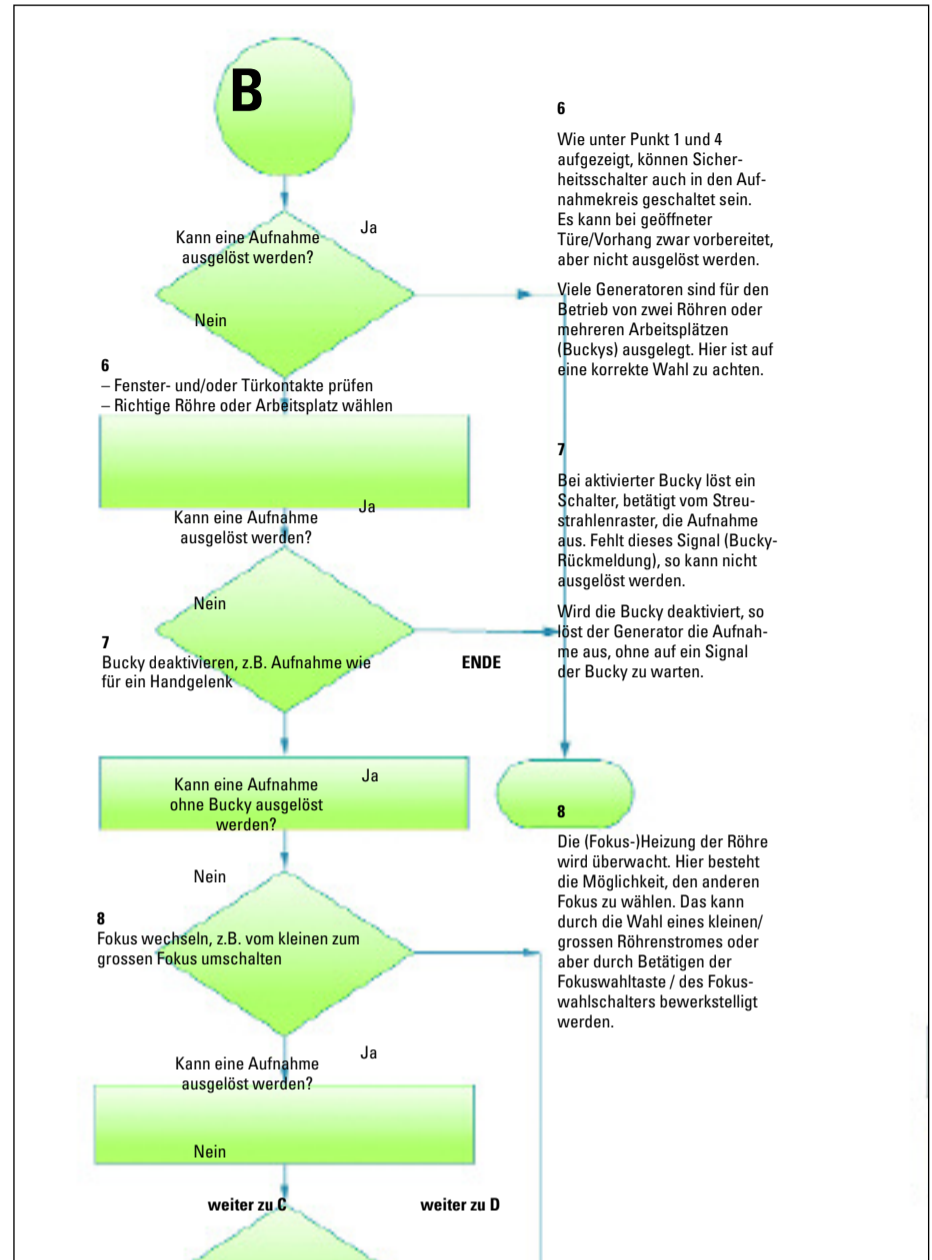 B
Kann eine Aufnahme
ausgelöst werden?
Ja
Nein
6
– Fenster- und/oder Türkontakte prüfen
– Richtige Röhre oder Arbeitsplatz wählen
Kann eine Aufnahme
ausgelöst werden?
Ja
Nein
7
Bucky deaktivieren, z.B. Aufnahme wie
für ein Handgelenk
ENDE
Kann eine Aufnahme
ohne Bucky ausgelöst
werden?
Ja
Nein
8
Fokus wechseln, z.B. vom kleinen zum
grossen Fokus umschalten
Kann eine Aufnahme
ausgelöst werden?
Ja
Nein
weiter zu C
weiter zu D
6
Wie unter Punkt 1 und 4
aufgezeigt, können Sicher-
heitsschalter auch in den Auf-
nahmekreis geschaltet sein.
Es kann bei geöffneter
Türe/Vorhang zwar vorbereitet,
aber nicht ausgelöst werden.
Viele Generatoren sind für den
Betrieb von zwei Röhren oder
mehreren Arbeitsplätzen
(Buckys) ausgelegt. Hier ist auf
eine korrekte Wahl zu achten.
7
Bei aktivierter Bucky löst ein
Schalter, betätigt vom Streu-
strahlenraster, die Aufnahme
aus. Fehlt dieses Signal (Bucky-
Rückmeldung), so kann nicht
ausgelöst werden.
Wird die Bucky deaktiviert, so
löst der Generator die Aufnah-
me aus, ohne auf ein Signal
der Bucky zu warten.
8
Die (Fokus-)Heizung der Röhre
wird überwacht. Hier besteht
die Möglichkeit, den anderen
Fokus zu wählen. Das kann
durch die Wahl eines kleinen/
grossen Röhrenstromes oder
aber durch Betätigen der
Fokuswahltaste / des Fokus-
wahlschalters bewerkstelligt
werden.